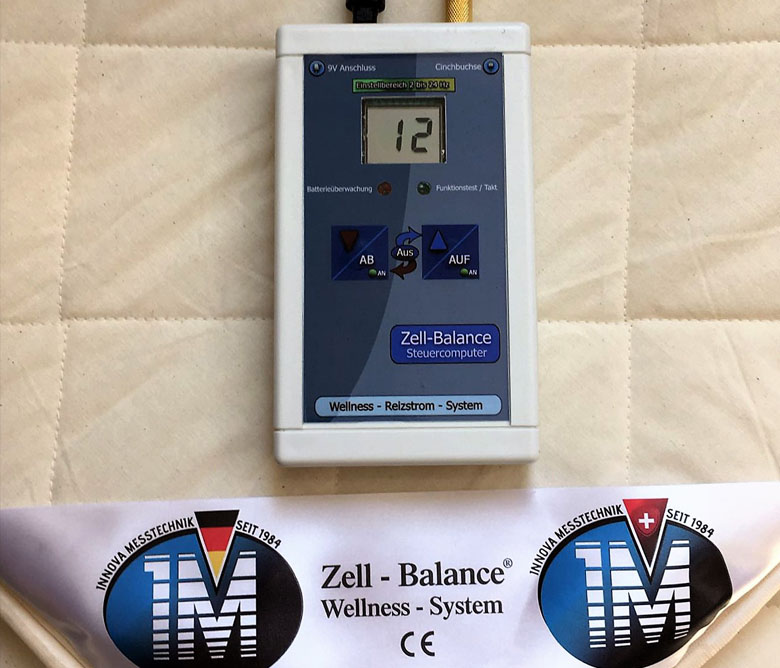 9V Anschluss
Cinchbuchse
Einstellbereich 2 bis 24 Hz
12
Batterieüberwachung
Funktionstest / Takt
AB
AN
Aus
AUF
AN
Zell-Balance
Steuercomputer
Wellness - Reizstrom - System
INNOVA MESSTECHNIK SEIT 1984
IM
Zell - Balance®
Wellness - System
CE
INNOVA MESSTECHNIK SEIT 1984
IM